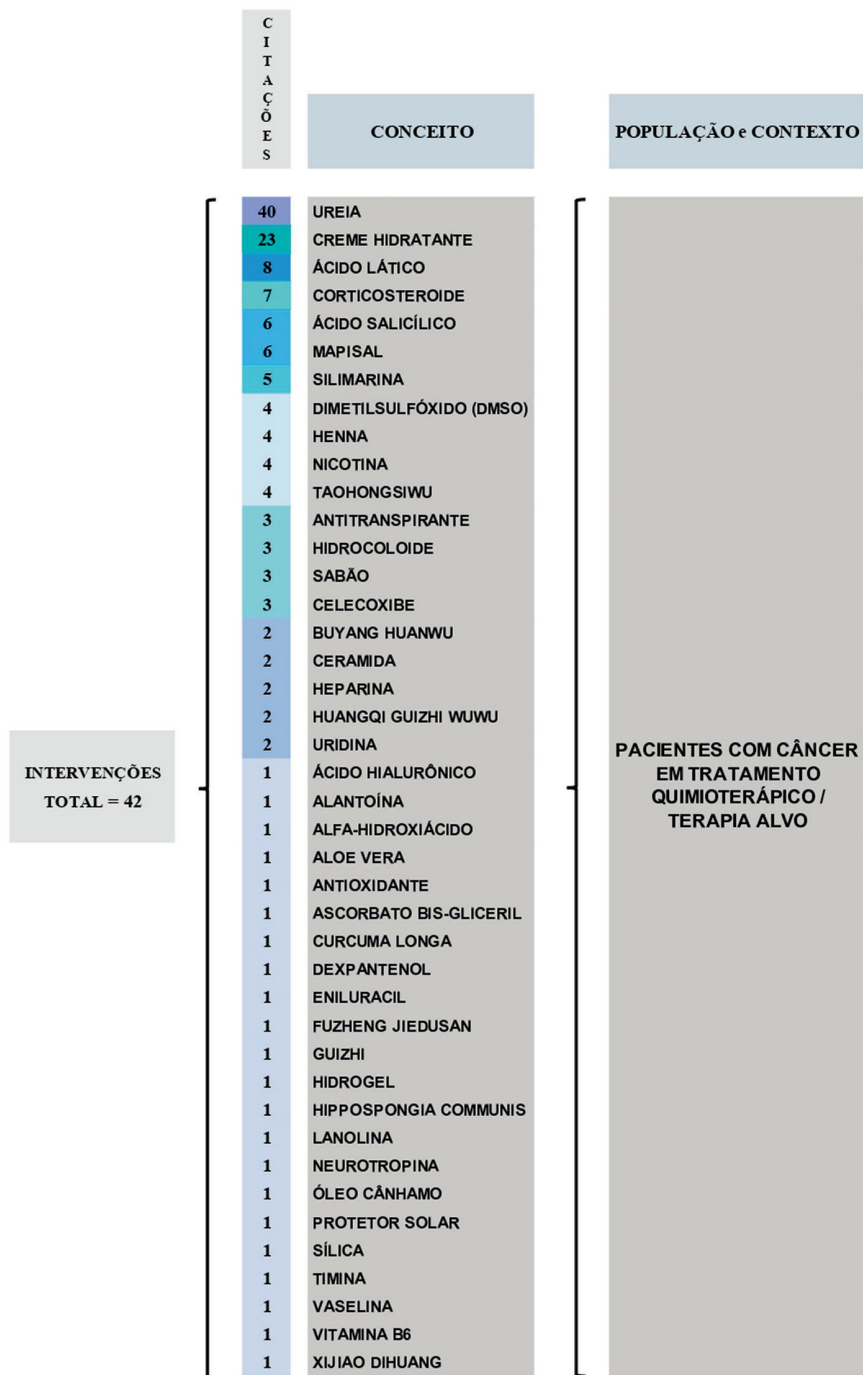 C
I
T
A
Ç
Õ
E
S
CONCEITO
POPULAÇÃO e CONTEXTO
40 UREIA
23 CREME HIDRATANTE
8 ÁCIDO LÁTICO
7 CORTICOSTEROIDE
6 ÁCIDO SALICÍLICO
6 MAPISAL
5 SILIMARINA
4 DIMETILSULFÓXIDO (DMSO)
4 HENNA
4 NICOTINA
4 TAOHONGSIWU
3 ANTITRANSPIRANTE
3 HIDROCOLOIDE
3 SABÃO
3 CELECOXIBE
2 BUYANG HUANWU
2 CERAMIDA
2 HEPARINA
2 HUANGQI GUIZHI WUWU
2 URIDINA
1 ÁCIDO HIALURÔNICO
1 ALANTOÍNA
1 ALFA-HIDROXIÁCIDO
1 ALOE VERA
1 ANTIOXIDANTE
1 ASCORBATO BIS-GLICERIL
1 CURCUMA LONGA
1 DEXPANTENOL
1 ENILURACIL
1 FUZHENG JIEDUSAN
1 GUIZHI
1 HIDROGEL
1 HIPPOSPONGIA COMMUNIS
1 LANOLINA
1 NEUROTROPINA
1 ÓLEO CÂNHAMO
1 PROTETOR SOLAR
1 SÍLICA
1 TIMINA
1 VASELINA
1 VITAMINA B6
1 XIJIAO DIHUANG
INTERVENÇÕES
TOTAL = 42
PACIENTES COM CÂNCER
EM TRATAMENTO
QUIMIOTERÁPICO /
TERAPIA ALVO